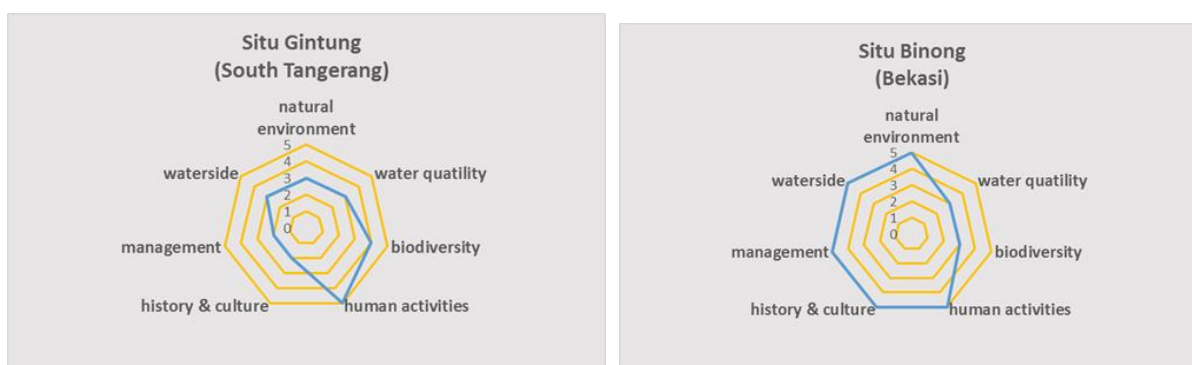 Situ Gintung
(South Tangerang)
natural
environment
5
4
3
2
1
0
water quatility
biodiversity
human activities
history & culture
management
waterside
Situ Binong
(Bekasi)
natural
environment
5
4
3
2
1
0
water quatility
biodiversity
human activities
history & culture
management
waterside